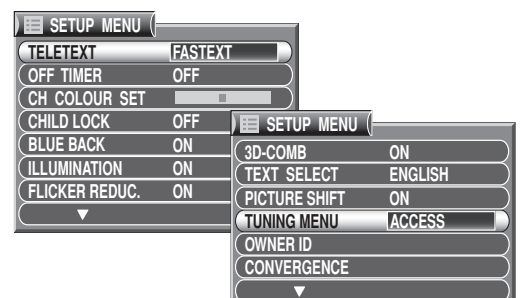 SETUP MENU
TELETEXT FASTEXT
OFF TIMER OFF
CH COLOUR SET
CHILD LOCK OFF
BLUE BACK ON
ILLUMINATION ON
FLICKER REDUC. ON
SETUP MENU
3D-COMB ON
TEXT SELECT ENGLISH
PICTURE SHIFT ON
TUNING MENU ACCESS
OWNER ID
CONVERGENCE